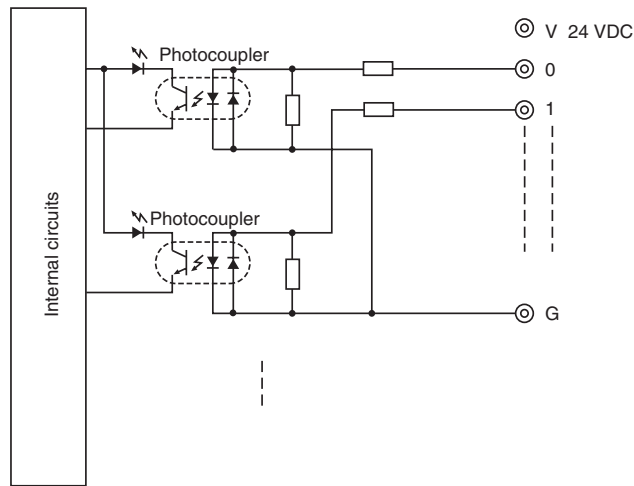 V 24 VDC
Photocoupler
0
1
Photocoupler
Internal circuits
G